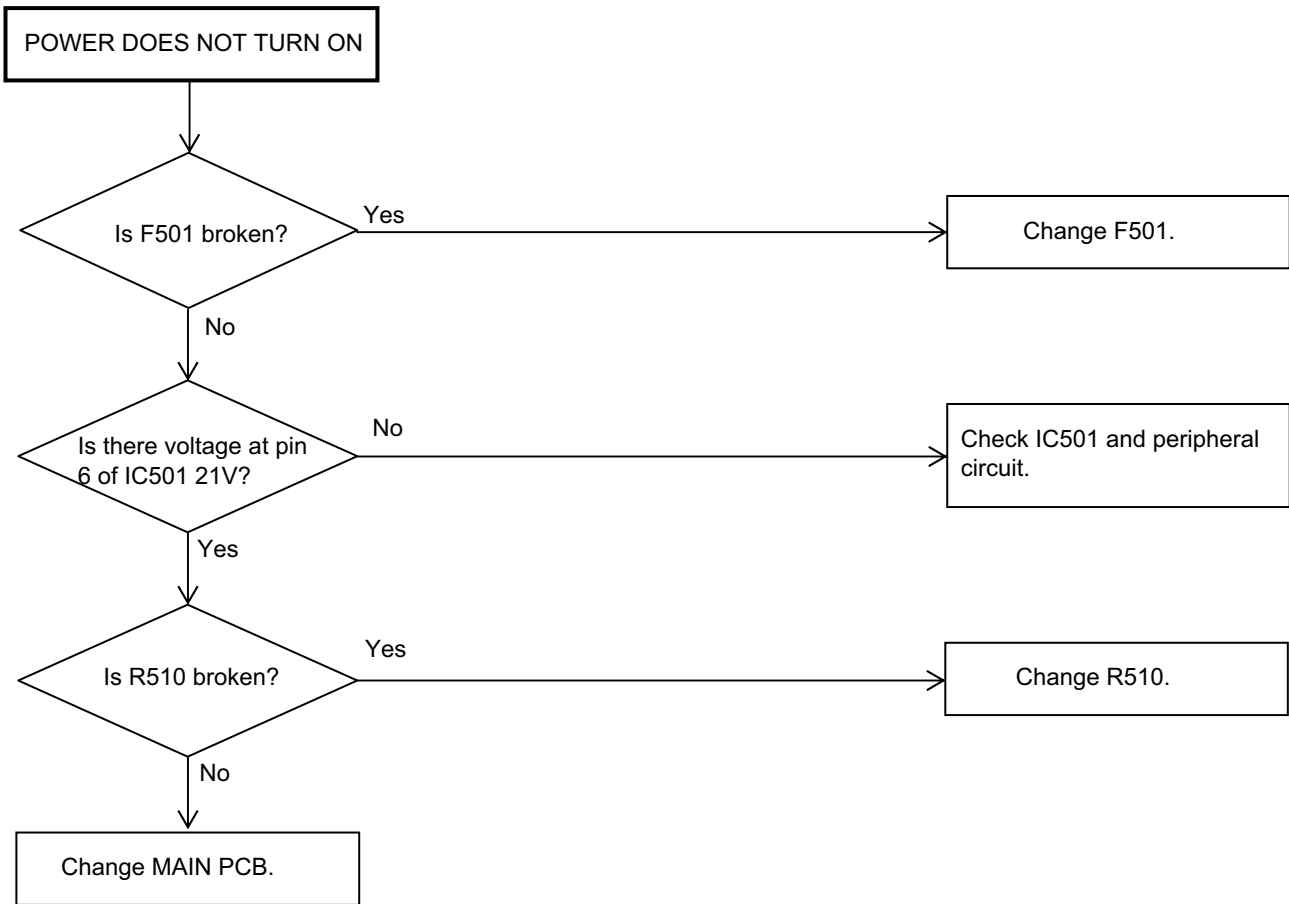 POWER DOES NOT TURN ON
Is F501 broken?
Yes
Change F501.
No
Is there voltage at pin
6 of IC501 21V?
No
Check IC501 and peripheral
circuit.
Yes
Is R510 broken?
Yes
Change R510.
No
Change MAIN PCB.